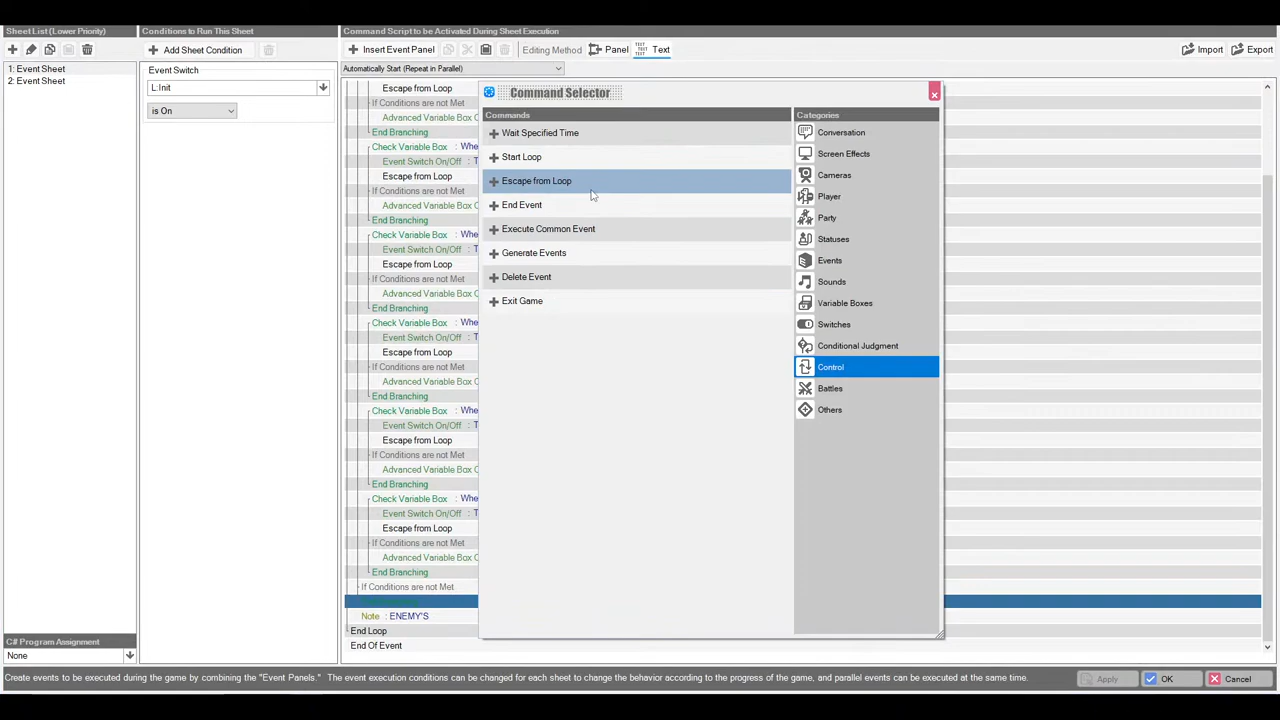 Sheet List (Lower Priority)
Conditions to Run This Sheet
Command Script to be Activated During Sheet Execution
Add Sheet Condition
Insert Event Panel
Editing Method
Panel
Text
Import
Export
1: Event Sheet
2: Event Sheet
Event Switch
L:Init
is On
Automatically Start (Repeat in Parallel)
Escape from Loop
If Conditions are not Met
Advanced Variable Box C
End Branching
Check Variable Box : Whe
Event Switch On/Off : T
Escape from Loop
If Conditions are not Met
Advanced Variable Box C
End Branching
Check Variable Box : Whe
Event Switch On/Off : T
Escape from Loop
If Conditions are not Met
Advanced Variable Box C
End Branching
Check Variable Box : Whe
Event Switch On/Off : T
Escape from Loop
If Conditions are not Met
Advanced Variable Box C
End Branching
Check Variable Box : Whe
Event Switch On/Off : T
Escape from Loop
If Conditions are not Met
Advanced Variable Box C
End Branching
Check Variable Box : Whe
Event Switch On/Off : T
Escape from Loop
If Conditions are not Met
Advanced Variable Box C
End Branching
If Conditions are not Met
Note : ENEMY'S
End Loop
End Of Event
Command Selector
Commands
Wait Specified Time
Start Loop
Escape from Loop
End Event
Execute Common Event
Generate Events
Delete Event
Exit Game
Categories
Conversation
Screen Effects
Cameras
Player
Party
Statuses
Events
Sounds
Variable Boxes
Switches
Conditional Judgment
Control
Battles
Others
C# Program Assignment
None
Create events to be executed during the game by combining the "Event Panels." The event execution conditions can be changed for each sheet to change the behavior according to the progress of the game, and parallel events can be executed at the same time.
Apply
OK
Cancel